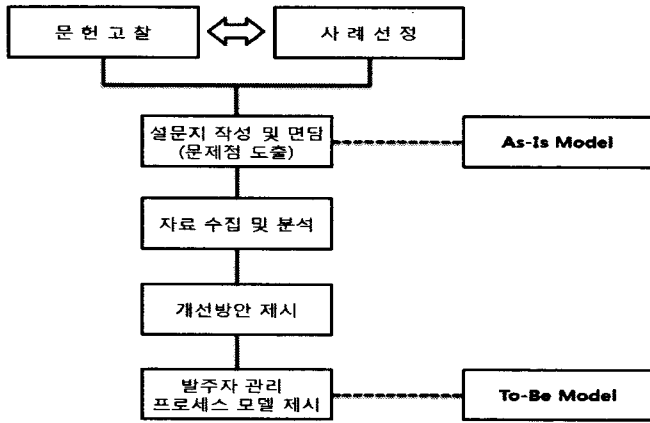 문 헌 고 찰
사 례 선 정
설문지 작성 및 면담
(문제점 도출)
As-Is Model
자료 수집 및 분석
개선방안 제시
발주자 관리
프로세스 모델 제시
To-Be Model